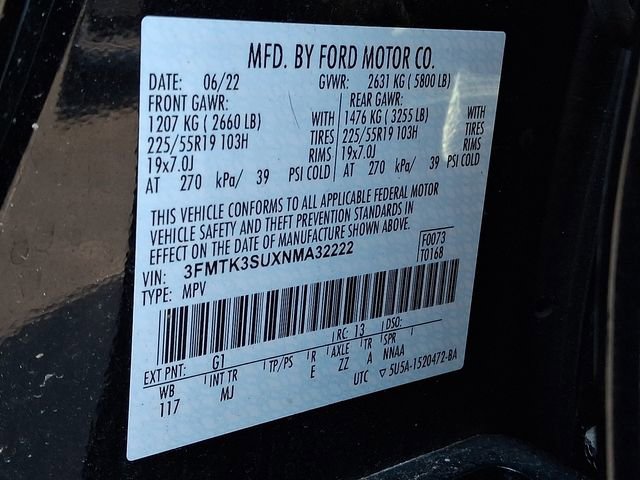 MFD. BY FORD MOTOR CO.
DATE: 06/22 GVWR: 2631 KG ( 5800 LB)
FRONT GAWR: REAR GAWR:
1207 KG ( 2660 LB) WITH 1476 KG ( 3255 LB) WITH
225/55R19 103H TIRES 225/55R19 103H TIRES
19x7.0J RIMS 19x7.0J RIMS
AT 270 kPa/ 39 PSI COLD AT 270 kPa/ 39 PSI COLD
THIS VEHICLE CONFORMS TO ALL APPLICABLE FEDERAL MOTOR
VEHICLE SAFETY AND THEFT PREVENTION STANDARDS IN
EFFECT ON THE DATE OF MANUFACTURE SHOWN ABOVE.
VIN: 3FMTK3SUXNMA32222 F0073
TYPE: MPV T0168
EXT PNT: G1 RC: 13 DSO:
WB INT TR TP/PS R AXLE TR SPR
117 MJ E ZZ A NNAA
UTC ▽ 5U5A-1520472-BA